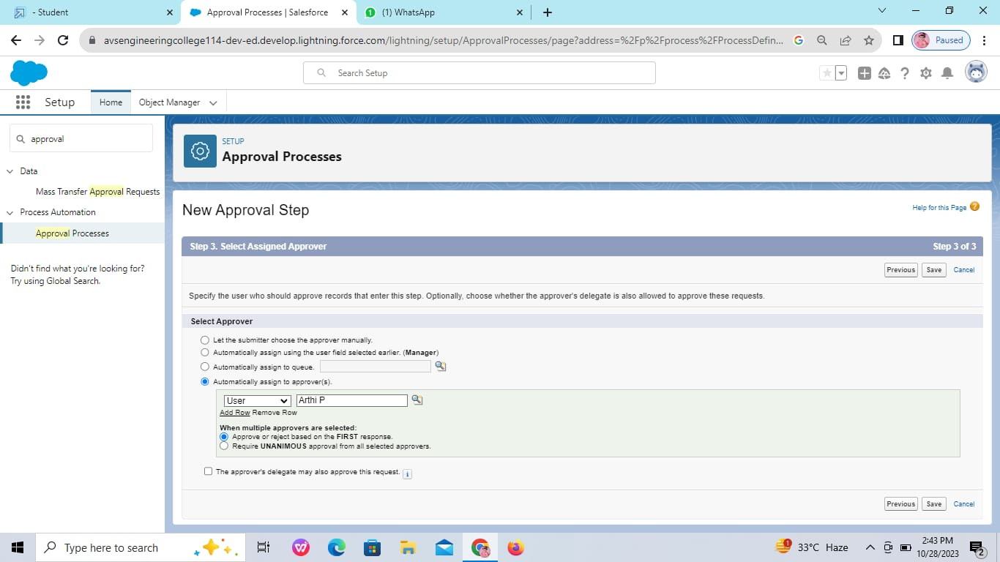 - Student
Approval Processes | Salesforce
1 (1) WhatsApp
avsengineeringcollege114-dev-ed.develop.lightning.force.com/lightning/setup/ApprovalProcesses/page?address=%2Fp%2Fprocess%2FProcessDefin...
Paused
Search Setup
Setup Home Object Manager
approval
Data
Mass Transfer Approval Requests
Process Automation
Approval Processes
Didn't find what you're looking for?
Try using Global Search.
SETUP
Approval Processes
New Approval Step
Help for this Page ?
Step 3. Select Assigned Approver Step 3 of 3
Previous Save Cancel
Specify the user who should approve records that enter this step. Optionally, choose whether the approver's delegate is also allowed to approve these requests.
Select Approver
Let the submitter choose the approver manually.
Automatically assign using the user field selected earlier. (Manager)
Automatically assign to queue.
Automatically assign to approver(s).
User Arthi P
Add Row Remove Row
When multiple approvers are selected:
Approve or reject based on the FIRST response.
Require UNANIMOUS approval from all selected approvers.
The approver's delegate may also approve this request. i
Previous Save Cancel
Type here to search
1 33°C Haze
2:43 PM
10/28/2023
2